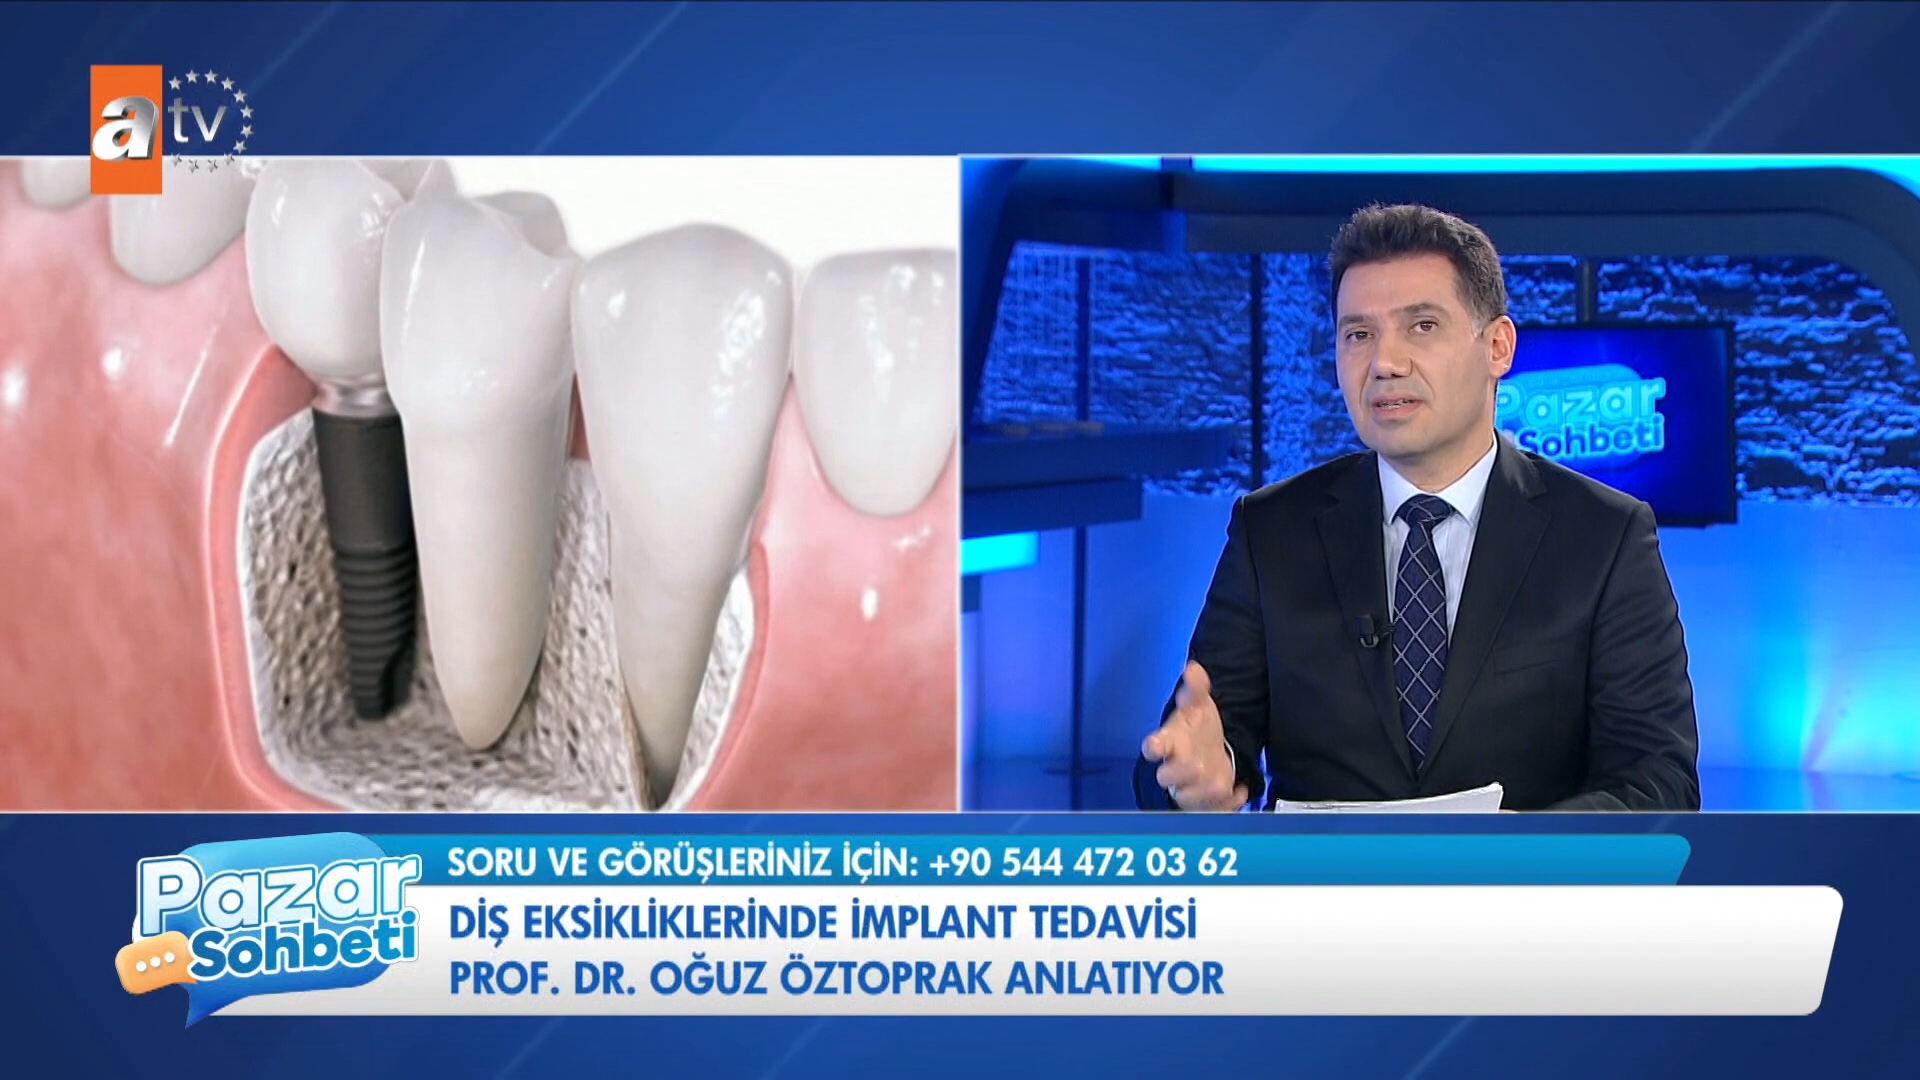 a tv
Pazar
Sohbeti
Pazar
Sohbeti
SORU VE GÖRÜŞLERİNİZ İÇİN: +90 544 472 03 62
DİŞ EKSİKLİKLERİNDE İMPLANT TEDAVİSİ
PROF. DR. OĞUZ ÖZTOPRAK ANLATIYOR